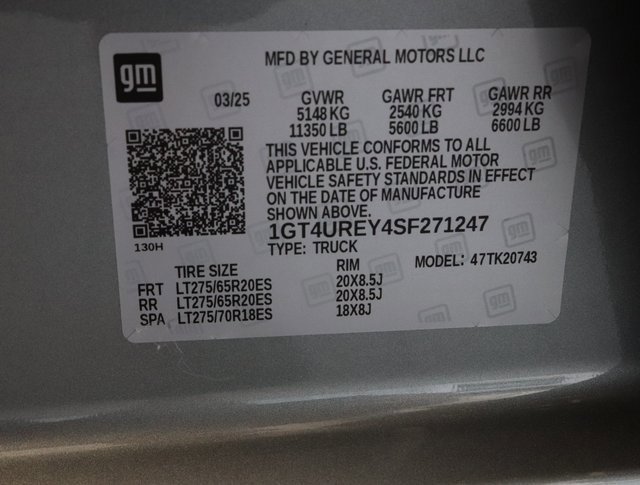 gm
MFD BY GENERAL MOTORS LLC
03/25 GVWR GAWR FRT GAWR RR
5148 KG 2540 KG 2994 KG
11350 LB 5600 LB 6600 LB
THIS VEHICLE CONFORMS TO ALL
APPLICABLE U.S. FEDERAL MOTOR
VEHICLE SAFETY STANDARDS IN EFFECT
ON THE DATE OF MANUFACTURE
SHOWN ABOVE.
130H
1GT4UREY4SF271247
TYPE: TRUCK
MODEL: 47TK20743
TIRE SIZE RIM
FRT LT275/65R20ES 20X8.5J
RR LT275/65R20ES 20X8.5J
SPA LT275/70R18ES 18X8J